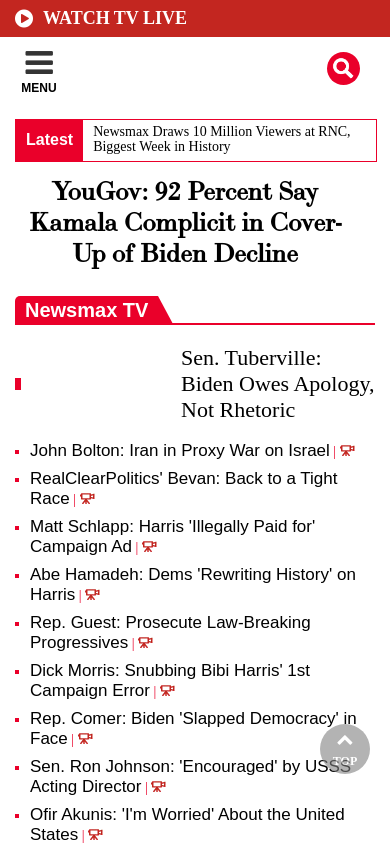 WATCH TV LIVE
MENU
Latest
Newsmax Draws 10 Million Viewers at RNC,
Biggest Week in History
YouGov: 92 Percent Say
Kamala Complicit in Cover-
Up of Biden Decline
Newsmax TV
Sen. Tuberville:
Biden Owes Apology,
Not Rhetoric
John Bolton: Iran in Proxy War on Israel |
RealClearPolitics' Bevan: Back to a Tight
Race |
Matt Schlapp: Harris 'Illegally Paid for'
Campaign Ad |
Abe Hamadeh: Dems 'Rewriting History' on
Harris |
Rep. Guest: Prosecute Law-Breaking
Progressives |
Dick Morris: Snubbing Bibi Harris' 1st
Campaign Error |
Rep. Comer: Biden 'Slapped Democracy' in
Face |
Sen. Ron Johnson: 'Encouraged' by USSS
Acting Director |
TOP
Ofir Akunis: 'I'm Worried' About the United
States |